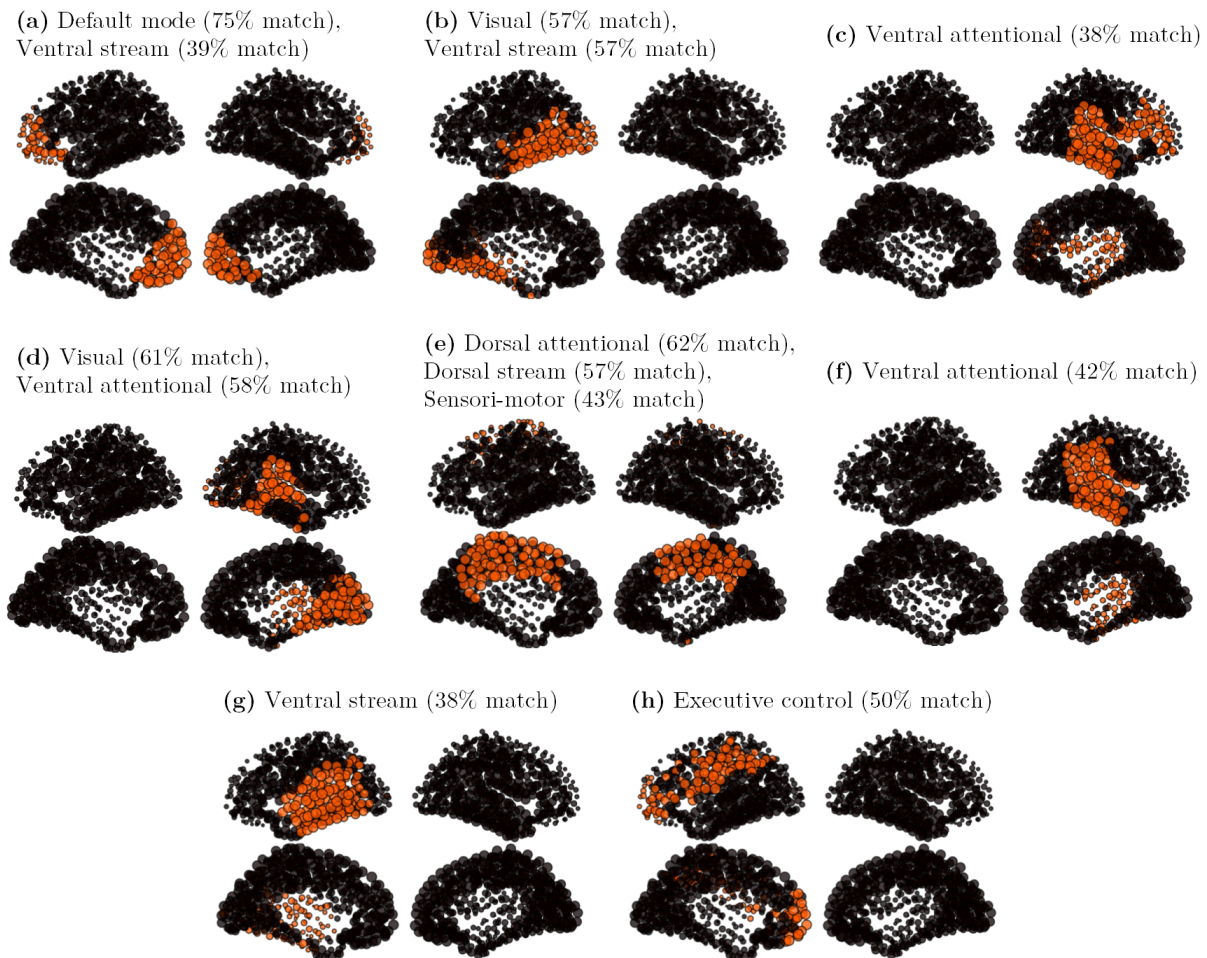 (a) Default mode (75% match),
Ventral stream (39% match)
(b) Visual (57% match),
Ventral stream (57% match)
(c) Ventral attentional (38% match)
(d) Visual (61% match),
Ventral attentional (58% match)
(e) Dorsal attentional (62% match),
Dorsal stream (57% match),
Sensori-motor (43% match)
(f) Ventral attentional (42% match)
(g) Ventral stream (38% match)
(h) Executive control (50% match)